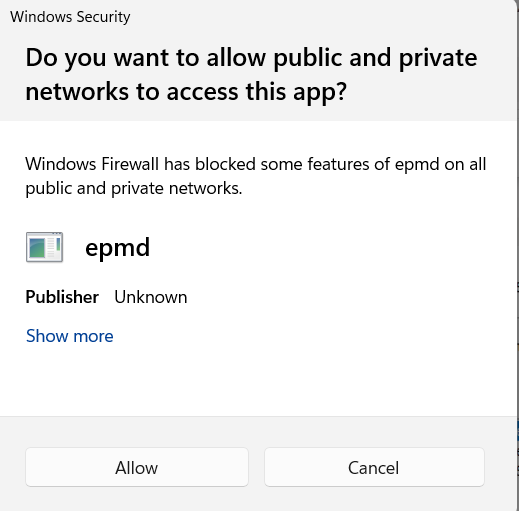 Windows Security
Do you want to allow public and private
networks to access this app?
Windows Firewall has blocked some features of epmd on all
public and private networks.
epmd
Publisher Unknown
Show more
Allow Cancel